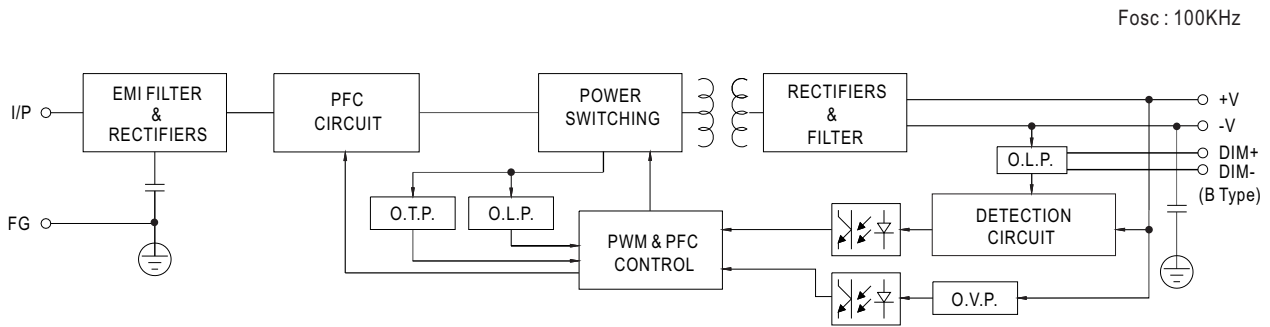 Fosc : 100KHz
I/P
EMI FILTER
&
RECTIFIERS
PFC
CIRCUIT
POWER
SWITCHING
RECTIFIERS
&
FILTER
+V
-V
DIM+
DIM-
(B Type)
O.L.P.
FG
O.T.P.
O.L.P.
PWM & PFC
CONTROL
DETECTION
CIRCUIT
O.V.P.